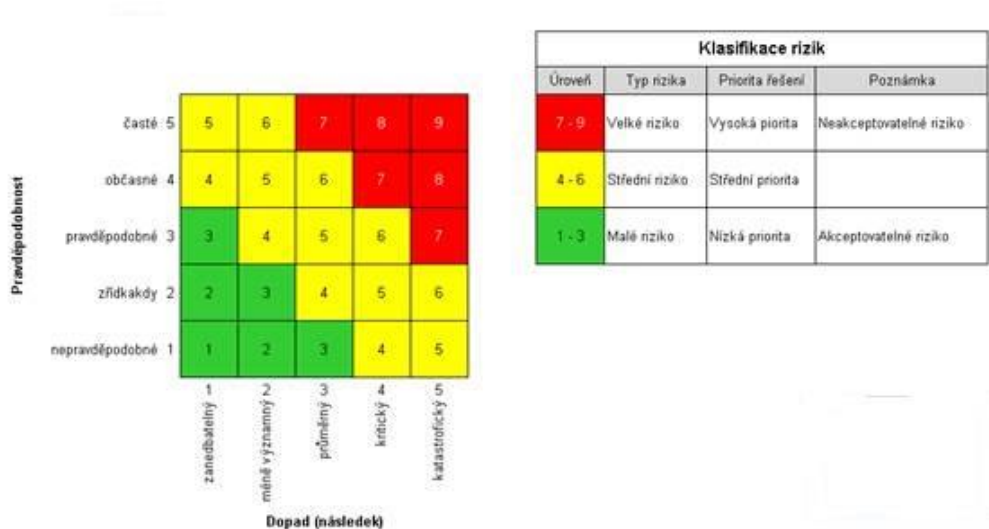 Klasifikace rizik
Úroveň Typ rizika Priorita řešení Poznámka
7 - 9 Velké riziko Vysoká piorita Neakceptovatelné riziko
4 - 6 Střední riziko Střední priorita
1 - 3 Malé riziko Nízká priorita Akceptovatelné riziko
Pravděpodobnost
časté 5 5 6 7 8 9
občasné 4 4 5 6 7 8
pravděpodobné 3 3 4 5 6 7
zřídkakdy 2 2 3 4 5 6
nepravděpodobné 1 1 2 3 4 5
1 2 3 4 5
zanedbatelný
méně významný
průměrný
kritický
katastrofický
Dopad (následek)